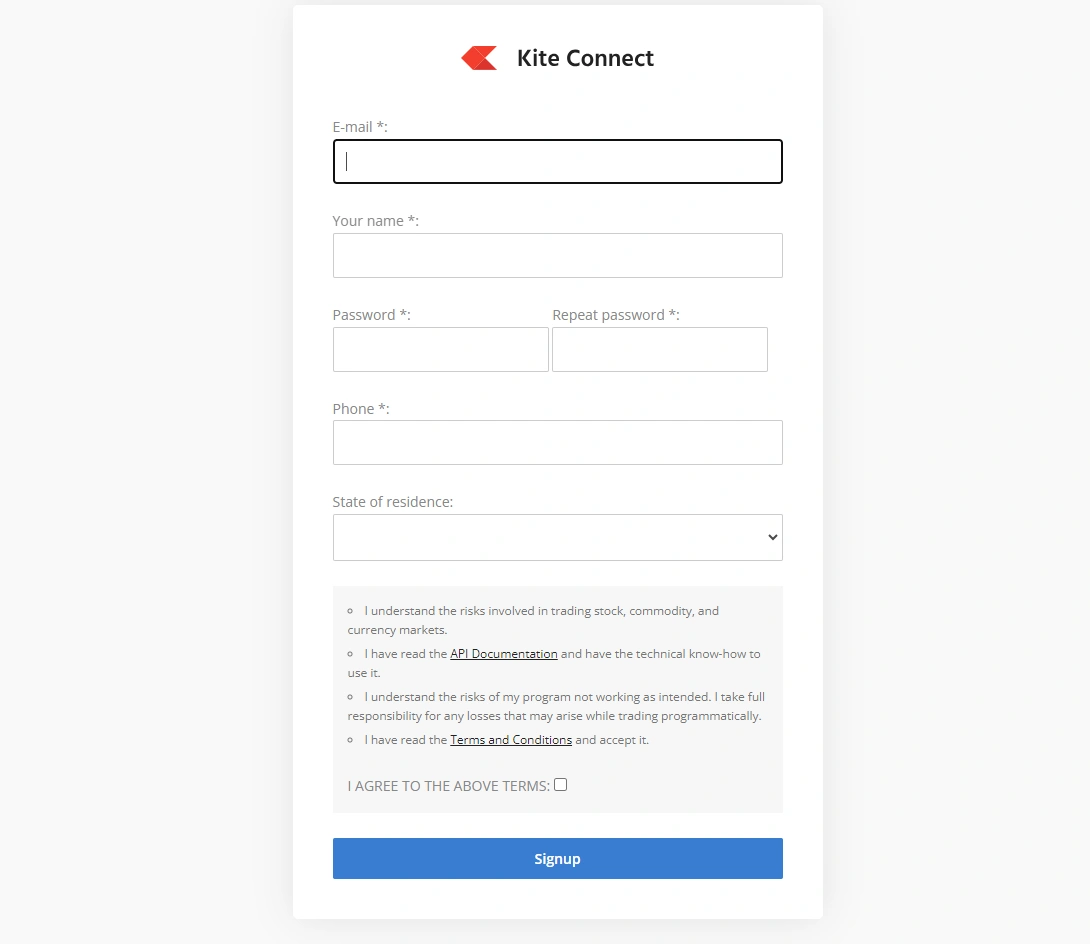 Kite Connect
E-mail *:
Your name *:
Password *:
Repeat password *:
Phone *:
State of residence:
I understand the risks involved in trading stock, commodity, and
currency markets.
I have read the API Documentation and have the technical know-how to
use it.
I understand the risks of my program not working as intended. I take full
responsibility for any losses that may arise while trading programmatically.
I have read the Terms and Conditions and accept it.
I AGREE TO THE ABOVE TERMS:
Signup